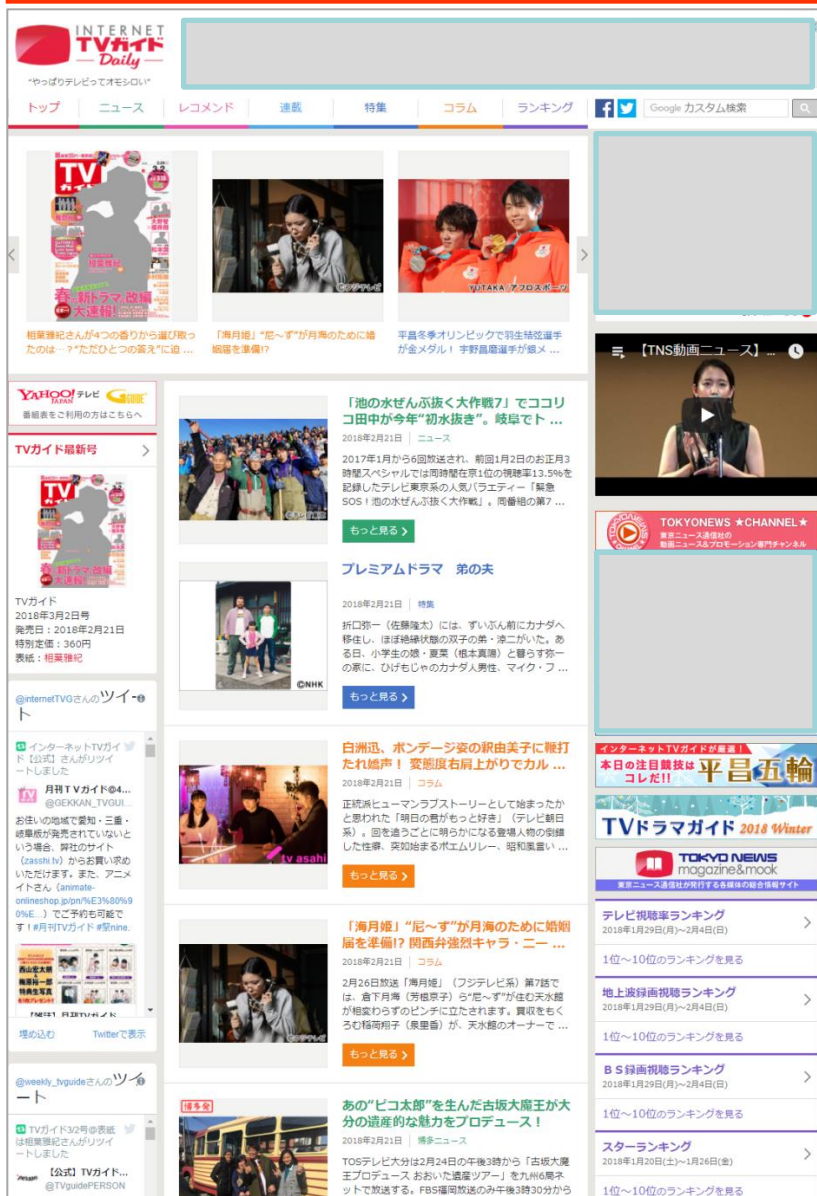 INTERNET
TVガイド
Daily
"やっぱりテレビってオモシロい"
トップ
ニュース
レコメンド
連載
特集
コラム
ランキング
Google カスタム検索
相葉雅紀さんが4つの香りから選び取っ
たのは…？"ただひとつの答え"に迫 …
「海月姫」“尼～ず”が月海のために婚
姻届を準備!?
平昌冬季オリンピックで羽生結弦選手
が金メダル！ 宇野昌磨選手が銀メ …
©フジテレビ
YUTAKA/アフロスポーツ
YAHOO! JAPAN テレビ Gガイド
番組表をご利用の方はこちらへ
TVガイド最新号
TVガイド
2018年3月2日号
発売日：2018年2月21日
特別定価：360円
表紙：相葉雅紀
@internetTVGさんのツイ
ート
インターネットTVガイ
ド【公式】さんがリツイ
ートしました
月刊ＴＶガイド@4...
@GEKKAN_TVGUI...
お住いの地域で愛知・三重・
岐阜版が発売されていないと
いう場合、弊社のサイト
（zasshi.tv）からお買い求め
いただけます。また、アニメ
イトさん（animate-
onlineshop.jp/pn/%E3%80%9
0%E…）でご予約も可能で
す！#月刊TVガイド #聖nine.
埋め込む
Twitterで表示
@weekly_tvguideさんのツイ
ート
TVガイド3/2号@表紙
は相葉雅紀さんがリツイ
ートしました
【公式】TVガイド...
@TVguidePERSON
「池の水ぜんぶ抜く大作戦7」でココリ
コ田中が今年“初水抜き”。岐阜でト …
2018年2月21日 ニュース
2017年1月から6回放送され、前回1月2日のお正月3
時間スペシャルでは同時間在京1位の視聴率13.5%を
記録したテレビ東京系の人気バラエティー「緊急
SOS！池の水ぜんぶ抜く大作戦」。同番組の第7 …
もっと見る
プレミアムドラマ 弟の夫
2018年2月21日 特集
折口弥一（佐藤隆太）には、ずいぶん前にカナダへ
移住し、ほぼ絶縁状態の双子の弟・涼二がいた。あ
る日、小学生の娘・夏菜（根本真陽）と暮らす弥一
の家に、ひげもじゃのカナダ人男性、マイク・フ …
©NHK
もっと見る
白洲迅、ボンデージ姿の釈由美子に鞭打
たれ嬌声！ 変態度右肩上がりでカル …
2018年2月21日 コラム
正統派ヒューマンラブストーリーとして始まったか
と思われた「明日の君がもっと好き」（テレビ朝日
系）。回を追うごとに明らかになる登場人物の倒錯
した性癖、突如始まるポエムリレー、昭和風言い …
tv asahi
もっと見る
「海月姫」“尼～ず”が月海のために婚姻
届を準備!? 関西弁強烈キャラ・ニー …
2018年2月21日 コラム
2月26日放送「海月姫」（フジテレビ系）第7話で
は、倉下月海（芳根京子）ら“尼～ず”が住む天水館
が相変わらずのピンチに立たされます。買収をもく
ろむ稲荷翔子（泉里香）が、天水館のオーナーで …
もっと見る
博多発
あの“ピコ太郎”を生んだ古坂大魔王が大
分の遺産的な魅力をプロデュース！
2018年2月21日 博多ニュース
TOSテレビ大分は2月24日の午後3時から「古坂大魔
王プロデュース おおいた遺産ツアー」を九州6局ネ
ットで放送する。FBS福岡放送のみ午後3時30分から
【TNS動画ニュース】...
TOKYONEWS ★CHANNEL★
東京ニュース通信社の
動画ニュース&プロモーション専門チャンネル
インターネットTVガイドが厳選！
本日の注目競技は
コレだ!!
平昌五輪
TVドラマガイド 2018 Winter
TOKYO NEWS
magazine&mook
東京ニュース通信社が発行する各媒体の総合情報サイト
テレビ視聴率ランキング
2018年1月29日(月)～2月4日(日)
1位～10位のランキングを見る
地上波録画視聴ランキング
2018年1月29日(月)～2月4日(日)
1位～10位のランキングを見る
ＢＳ録画視聴ランキング
2018年1月29日(月)～2月4日(日)
1位～10位のランキングを見る
スターランキング
2018年1月20日(土)～1月26日(金)
1位～10位のランキングを見る